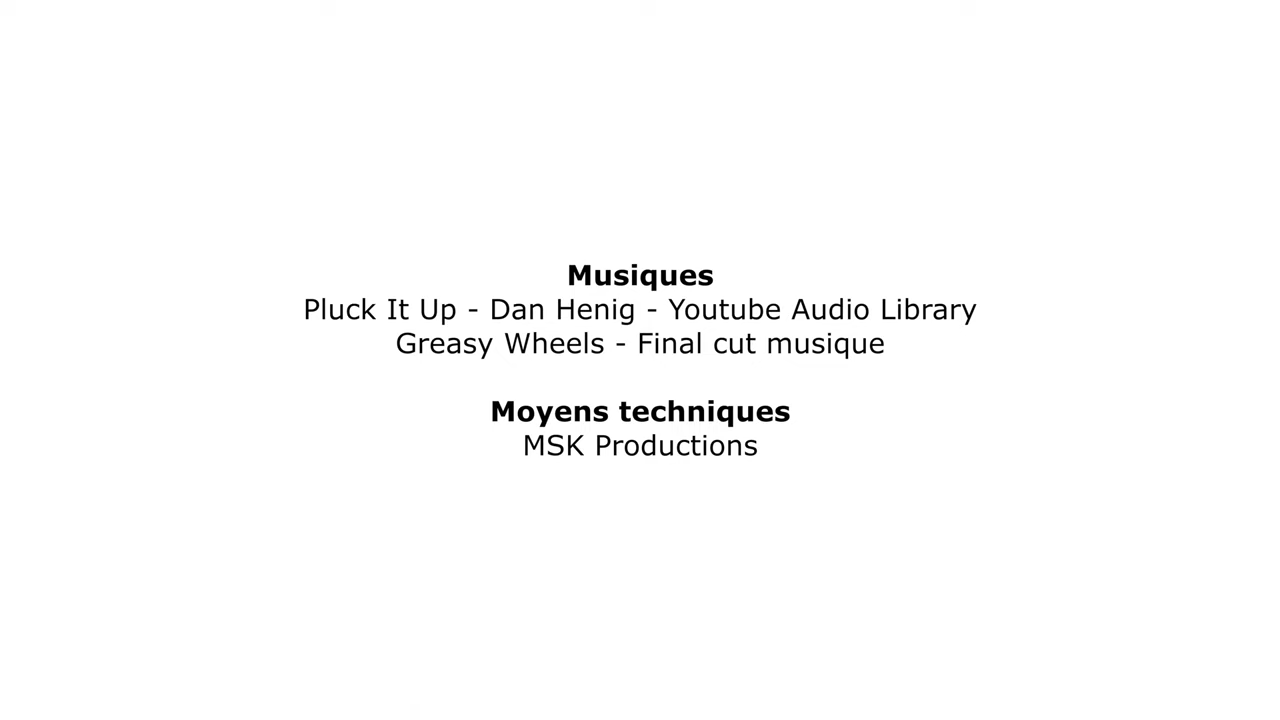 Musiques
Pluck It Up - Dan Henig - Youtube Audio Library
Greasy Wheels - Final cut musique
Moyens techniques
MSK Productions